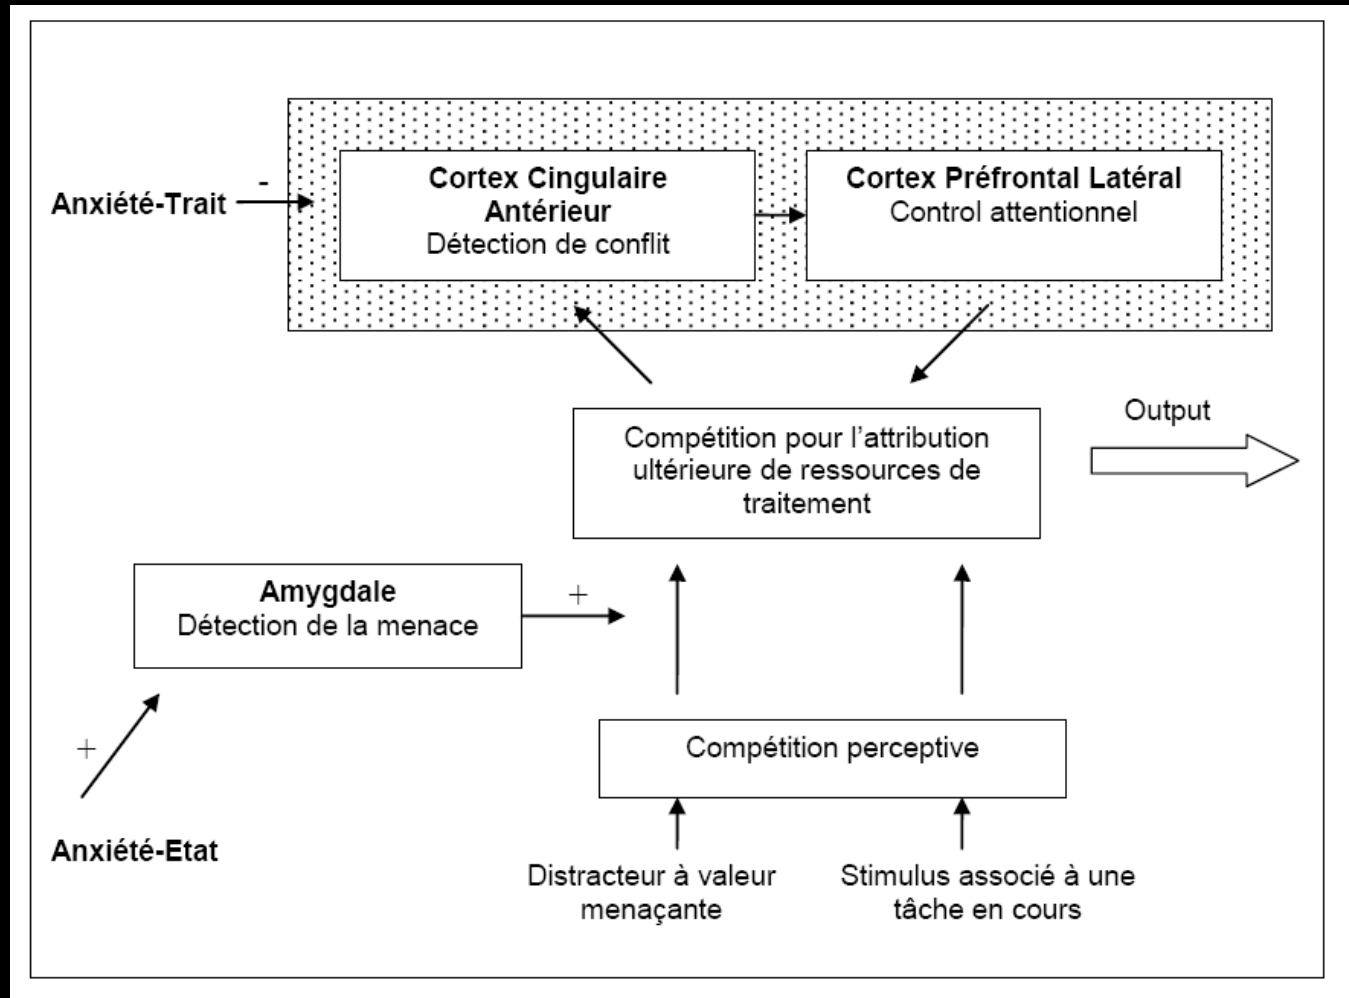 Anxiété-Trait
-
Cortex Cingulaire
Antérieur
Détection de conflit
Cortex Préfrontal Latéral
Control attentionnel
Output
Compétition pour l’attribution
ultérieure de ressources de
traitement
Amygdale
Détection de la menace
+
+
Compétition perceptive
Anxiété-Etat
Distracteur à valeur
menaçante
Stimulus associé à une
tâche en cours